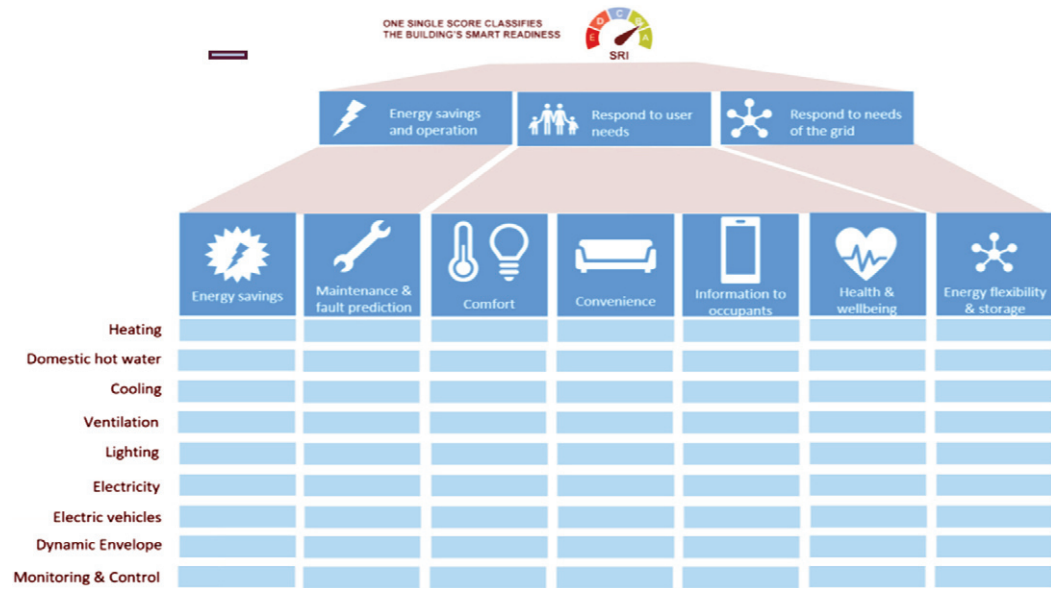 ONE SINGLE SCORE CLASSIFIES
THE BUILDING'S SMART READINESS
E D C B A
SRI
Energy savings
and operation
Respond to user
needs
Respond to needs
of the grid
Energy savings
Maintenance &
fault prediction
Comfort
Convenience
Information to
occupants
Health &
wellbeing
Energy flexibility
& storage
Heating
Domestic hot water
Cooling
Ventilation
Lighting
Electricity
Electric vehicles
Dynamic Envelope
Monitoring & Control